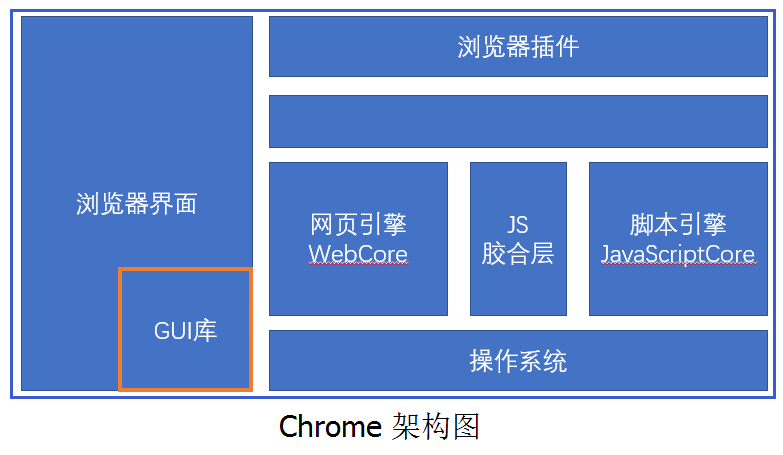 浏览器插件
浏览器界面
网页引擎
WebCore
JS
胶合层
脚本引擎
JavaScriptCore
GUI库
操作系统
Chrome 架构图